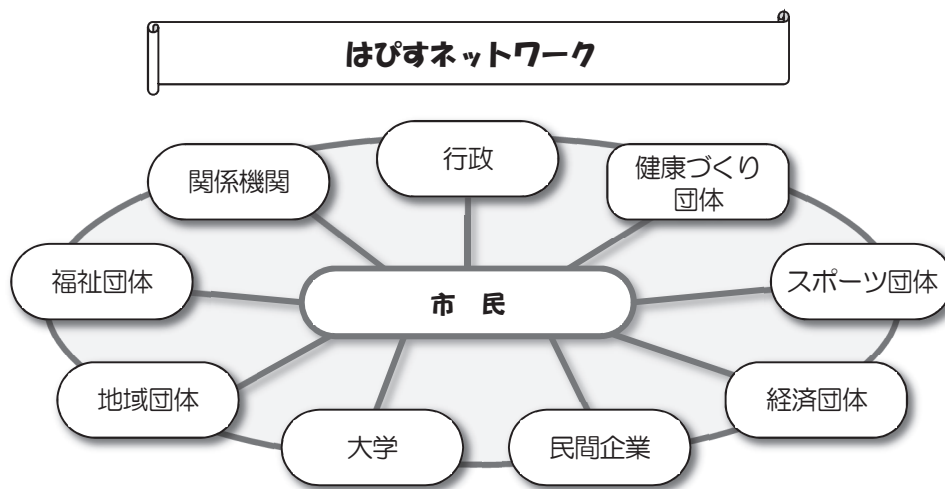 はぴすネットワーク
行政
関係機関
健康づくり
団体
福祉団体
スポーツ団体
市 民
地域団体
経済団体
大学
民間企業